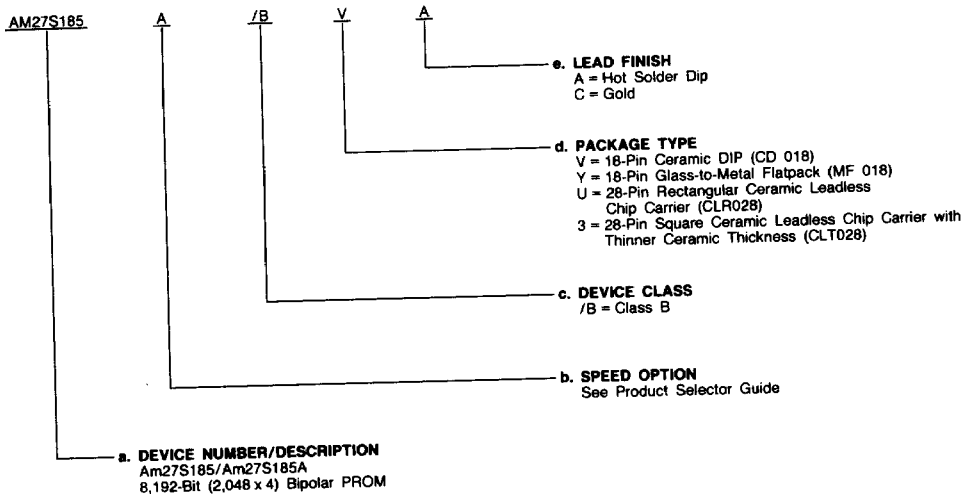 AM27S185 A /B V A
e. LEAD FINISH
A = Hot Solder Dip
C = Gold
d. PACKAGE TYPE
V = 18-Pin Ceramic DIP (CD 018)
Y = 18-Pin Glass-to-Metal Flatpack (MF 018)
U = 28-Pin Rectangular Ceramic Leadless
Chip Carrier (CLR028)
3 = 28-Pin Square Ceramic Leadless Chip Carrier with
Thinner Ceramic Thickness (CLT028)
c. DEVICE CLASS
/B = Class B
b. SPEED OPTION
See Product Selector Guide
a. DEVICE NUMBER/DESCRIPTION
Am27S185/Am27S185A
8,192-Bit (2,048 x 4) Bipolar PROM